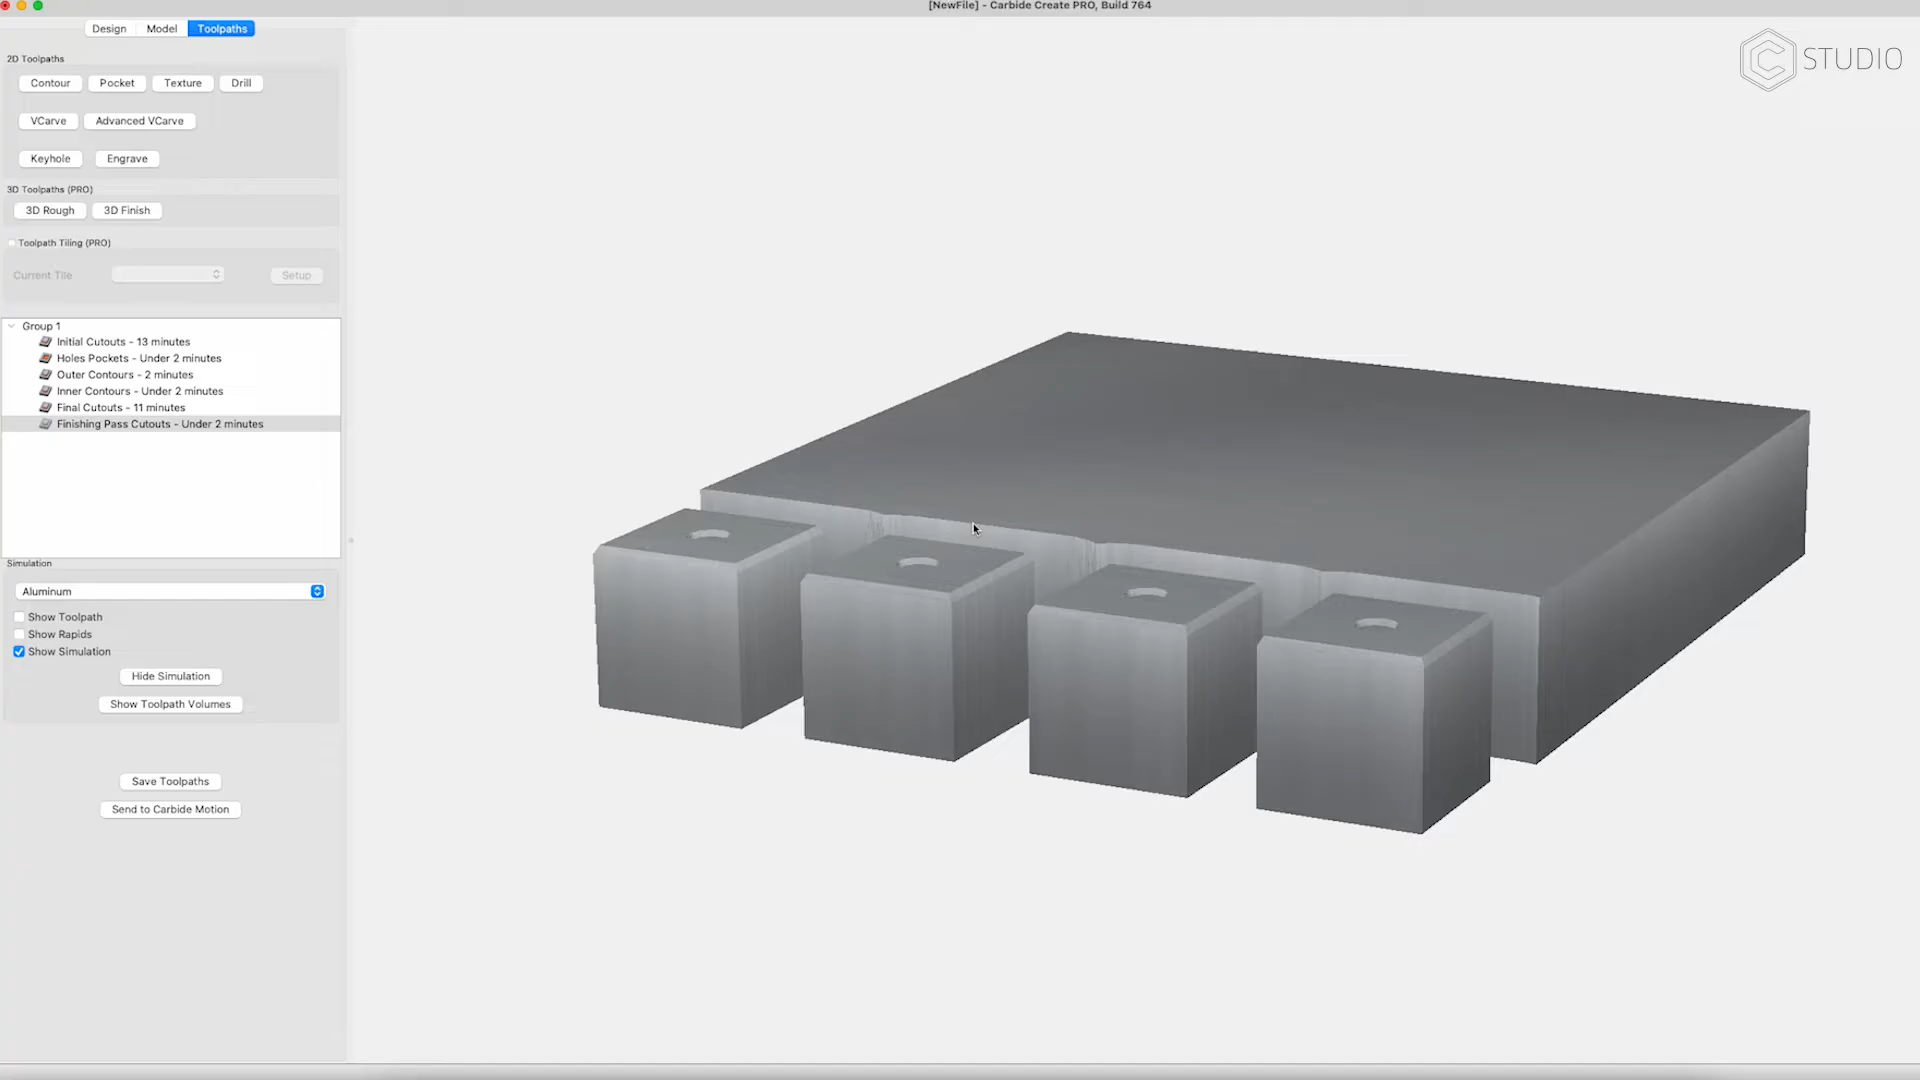 [NewFile] - Carbide Create PRO, Build 764
Design Model Toolpaths
STUDIO
2D Toolpaths
Contour Pocket Texture Drill
VCarve Advanced VCarve
Keyhole Engrave
3D Toolpaths (PRO)
3D Rough 3D Finish
Toolpath Tiling (PRO)
Current Tile Setup
Group 1
Initial Cutouts - 13 minutes
Holes Pockets - Under 2 minutes
Outer Contours - 2 minutes
Inner Contours - Under 2 minutes
Final Cutouts - 11 minutes
Finishing Pass Cutouts - Under 2 minutes
Simulation
Aluminum
Show Toolpath
Show Rapids
Show Simulation
Hide Simulation
Show Toolpath Volumes
Save Toolpaths
Send to Carbide Motion